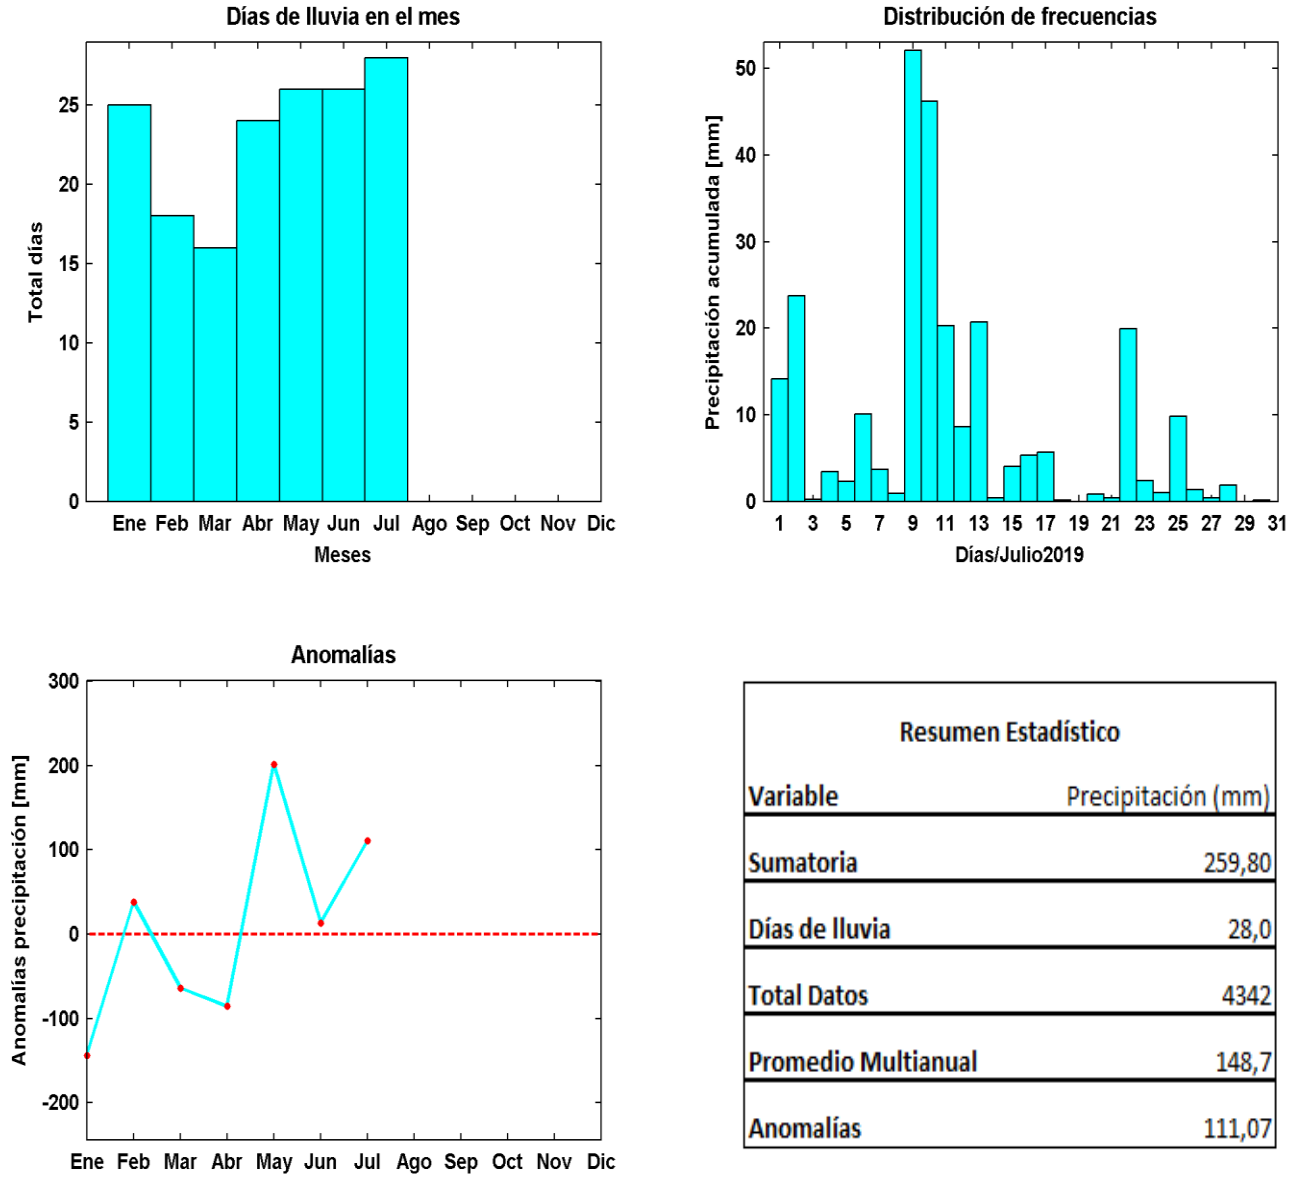 Días de lluvia en el mes
Total días
25
20
15
10
5
0
Ene Feb Mar Abr May Jun Jul Ago Sep Oct Nov Dic
Meses
Distribución de frecuencias
Precipitación acumulada [mm]
50
40
30
20
10
0
1 3 5 7 9 11 13 15 17 19 21 23 25 27 29 31
Días/Julio2019
Anomalías
Anomalías precipitación [mm]
300
200
100
0
-100
-200
Ene Feb Mar Abr May Jun Jul Ago Sep Oct Nov Dic
Resumen Estadístico
Variable Precipitación (mm)
Sumatoria 259,80
Días de lluvia 28,0
Total Datos 4342
Promedio Multianual 148,7
Anomalías 111,07